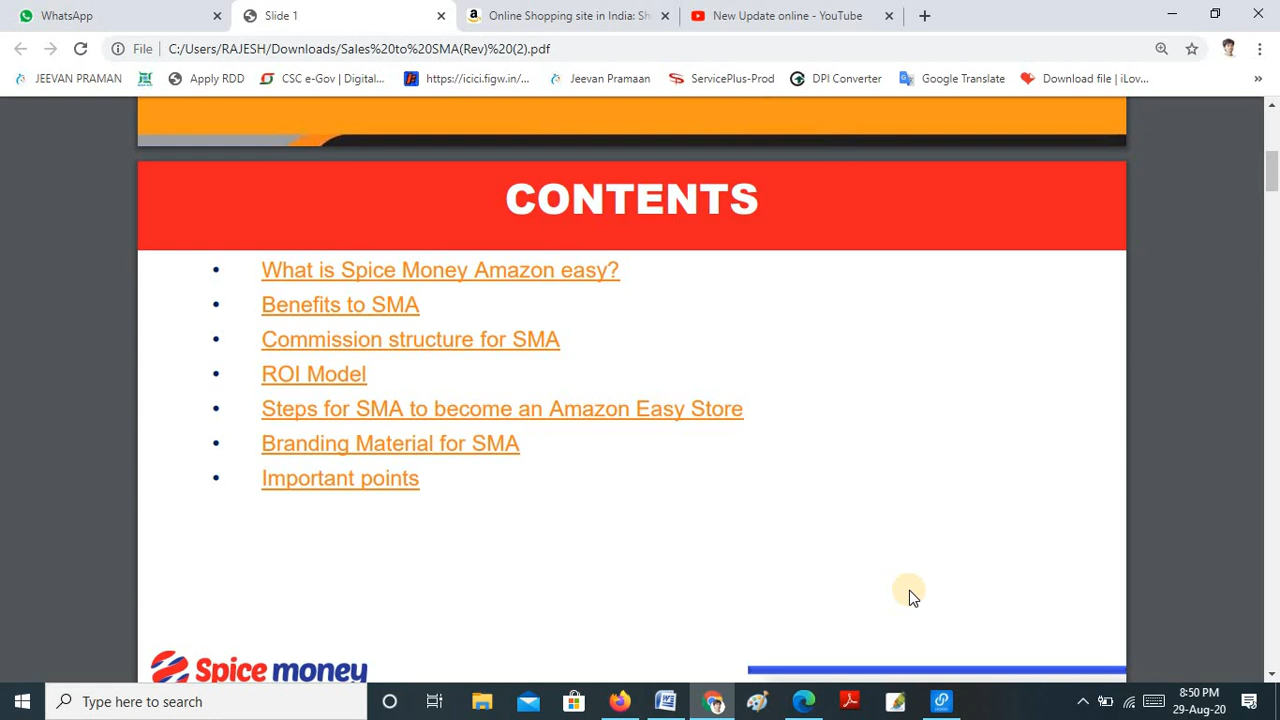 WhatsApp
Slide 1
Online Shopping site in India: Sh
New Update online - YouTube
File
C:/Users/RAJESH/Downloads/Sales%20to%20SMA(Rev)%20(2).pdf
JEEVAN PRAMAN
Apply RDD
CSC e-Gov | Digital...
https://icici.figw.in/...
Jeevan Pramaan
ServicePlus-Prod
DPI Converter
Google Translate
Download file | iLov...
»
CONTENTS
• What is Spice Money Amazon easy?
• Benefits to SMA
• Commission structure for SMA
• ROI Model
• Steps for SMA to become an Amazon Easy Store
• Branding Material for SMA
• Important points
Spice money
Type here to search
8:50 PM
29-Aug-20